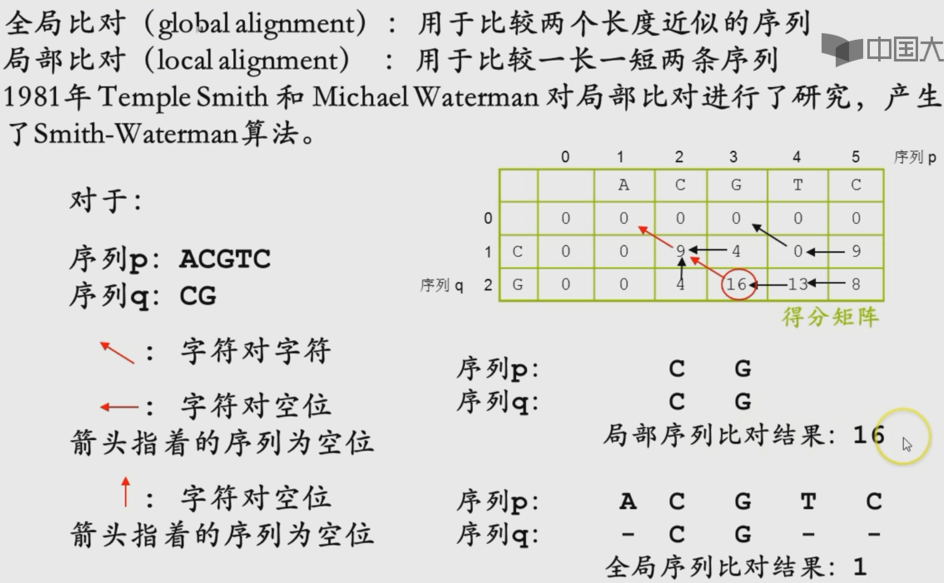 全局比对（global alignment）：用于比较两个长度近似的序列
局部比对（local alignment） ：用于比较一长一短两条序列
中国大
1981年 Temple Smith 和 Michael Waterman 对局部比对进行了研究，产生
了Smith-Waterman算法。
对于：
序列p: ACGTC
序列q: CG
: 字符对字符
: 字符对空位
箭头指着的序列为空位
: 字符对空位
箭头指着的序列为空位
0 1 2 3 4 5 序列 p
A C G T C
0 0 0 0 0 0 0
1 C 0 0 9 4 0 9
序列 q 2 G 0 0 4 16 13 8
得分矩阵
序列p: C G
序列q: C G
局部序列比对结果: 16
序列p: A C G T C
序列q: - C G - -
全局序列比对结果: 1